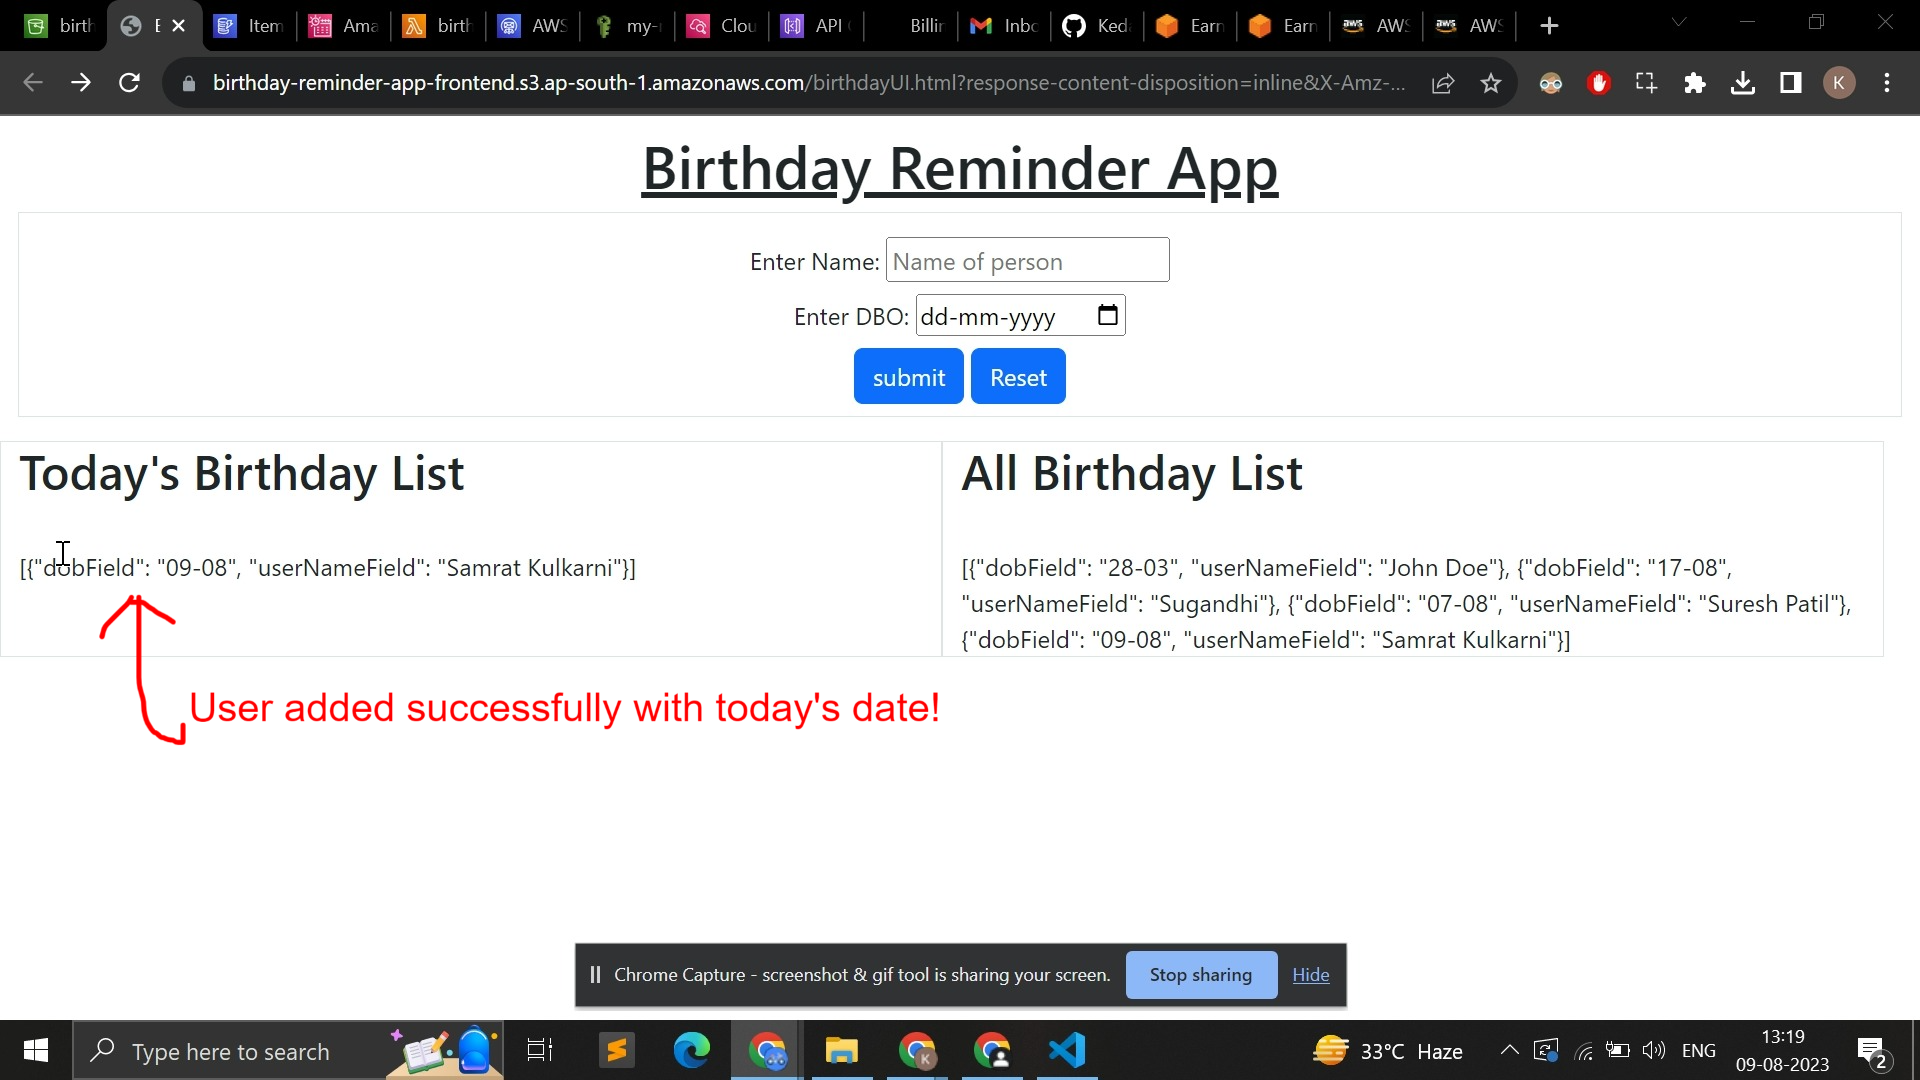 birth
E
Item
Ama
birth
AWS
my-
Clou
API
Billin
Inbo
Ked
Earn
Earn
AWS
AWS
birthday-reminder-app-frontend.s3.ap-south-1.amazonaws.com/birthdayUI.html?response-content-disposition=inline&X-Amz-...
K
Birthday Reminder App
Enter Name: Name of person
Enter DBO: dd-mm-yyyy
submit Reset
Today's Birthday List
[{"dobField": "09-08", "userNameField": "Samrat Kulkarni"}]
User added successfully with today's date!
All Birthday List
[{"dobField": "28-03", "userNameField": "John Doe"}, {"dobField": "17-08",
"userNameField": "Sugandhi"}, {"dobField": "07-08", "userNameField": "Suresh Patil"},
{"dobField": "09-08", "userNameField": "Samrat Kulkarni"}]
Chrome Capture - screenshot & gif tool is sharing your screen. Stop sharing Hide
Type here to search
K
33°C Haze
ENG
13:19
09-08-2023
2